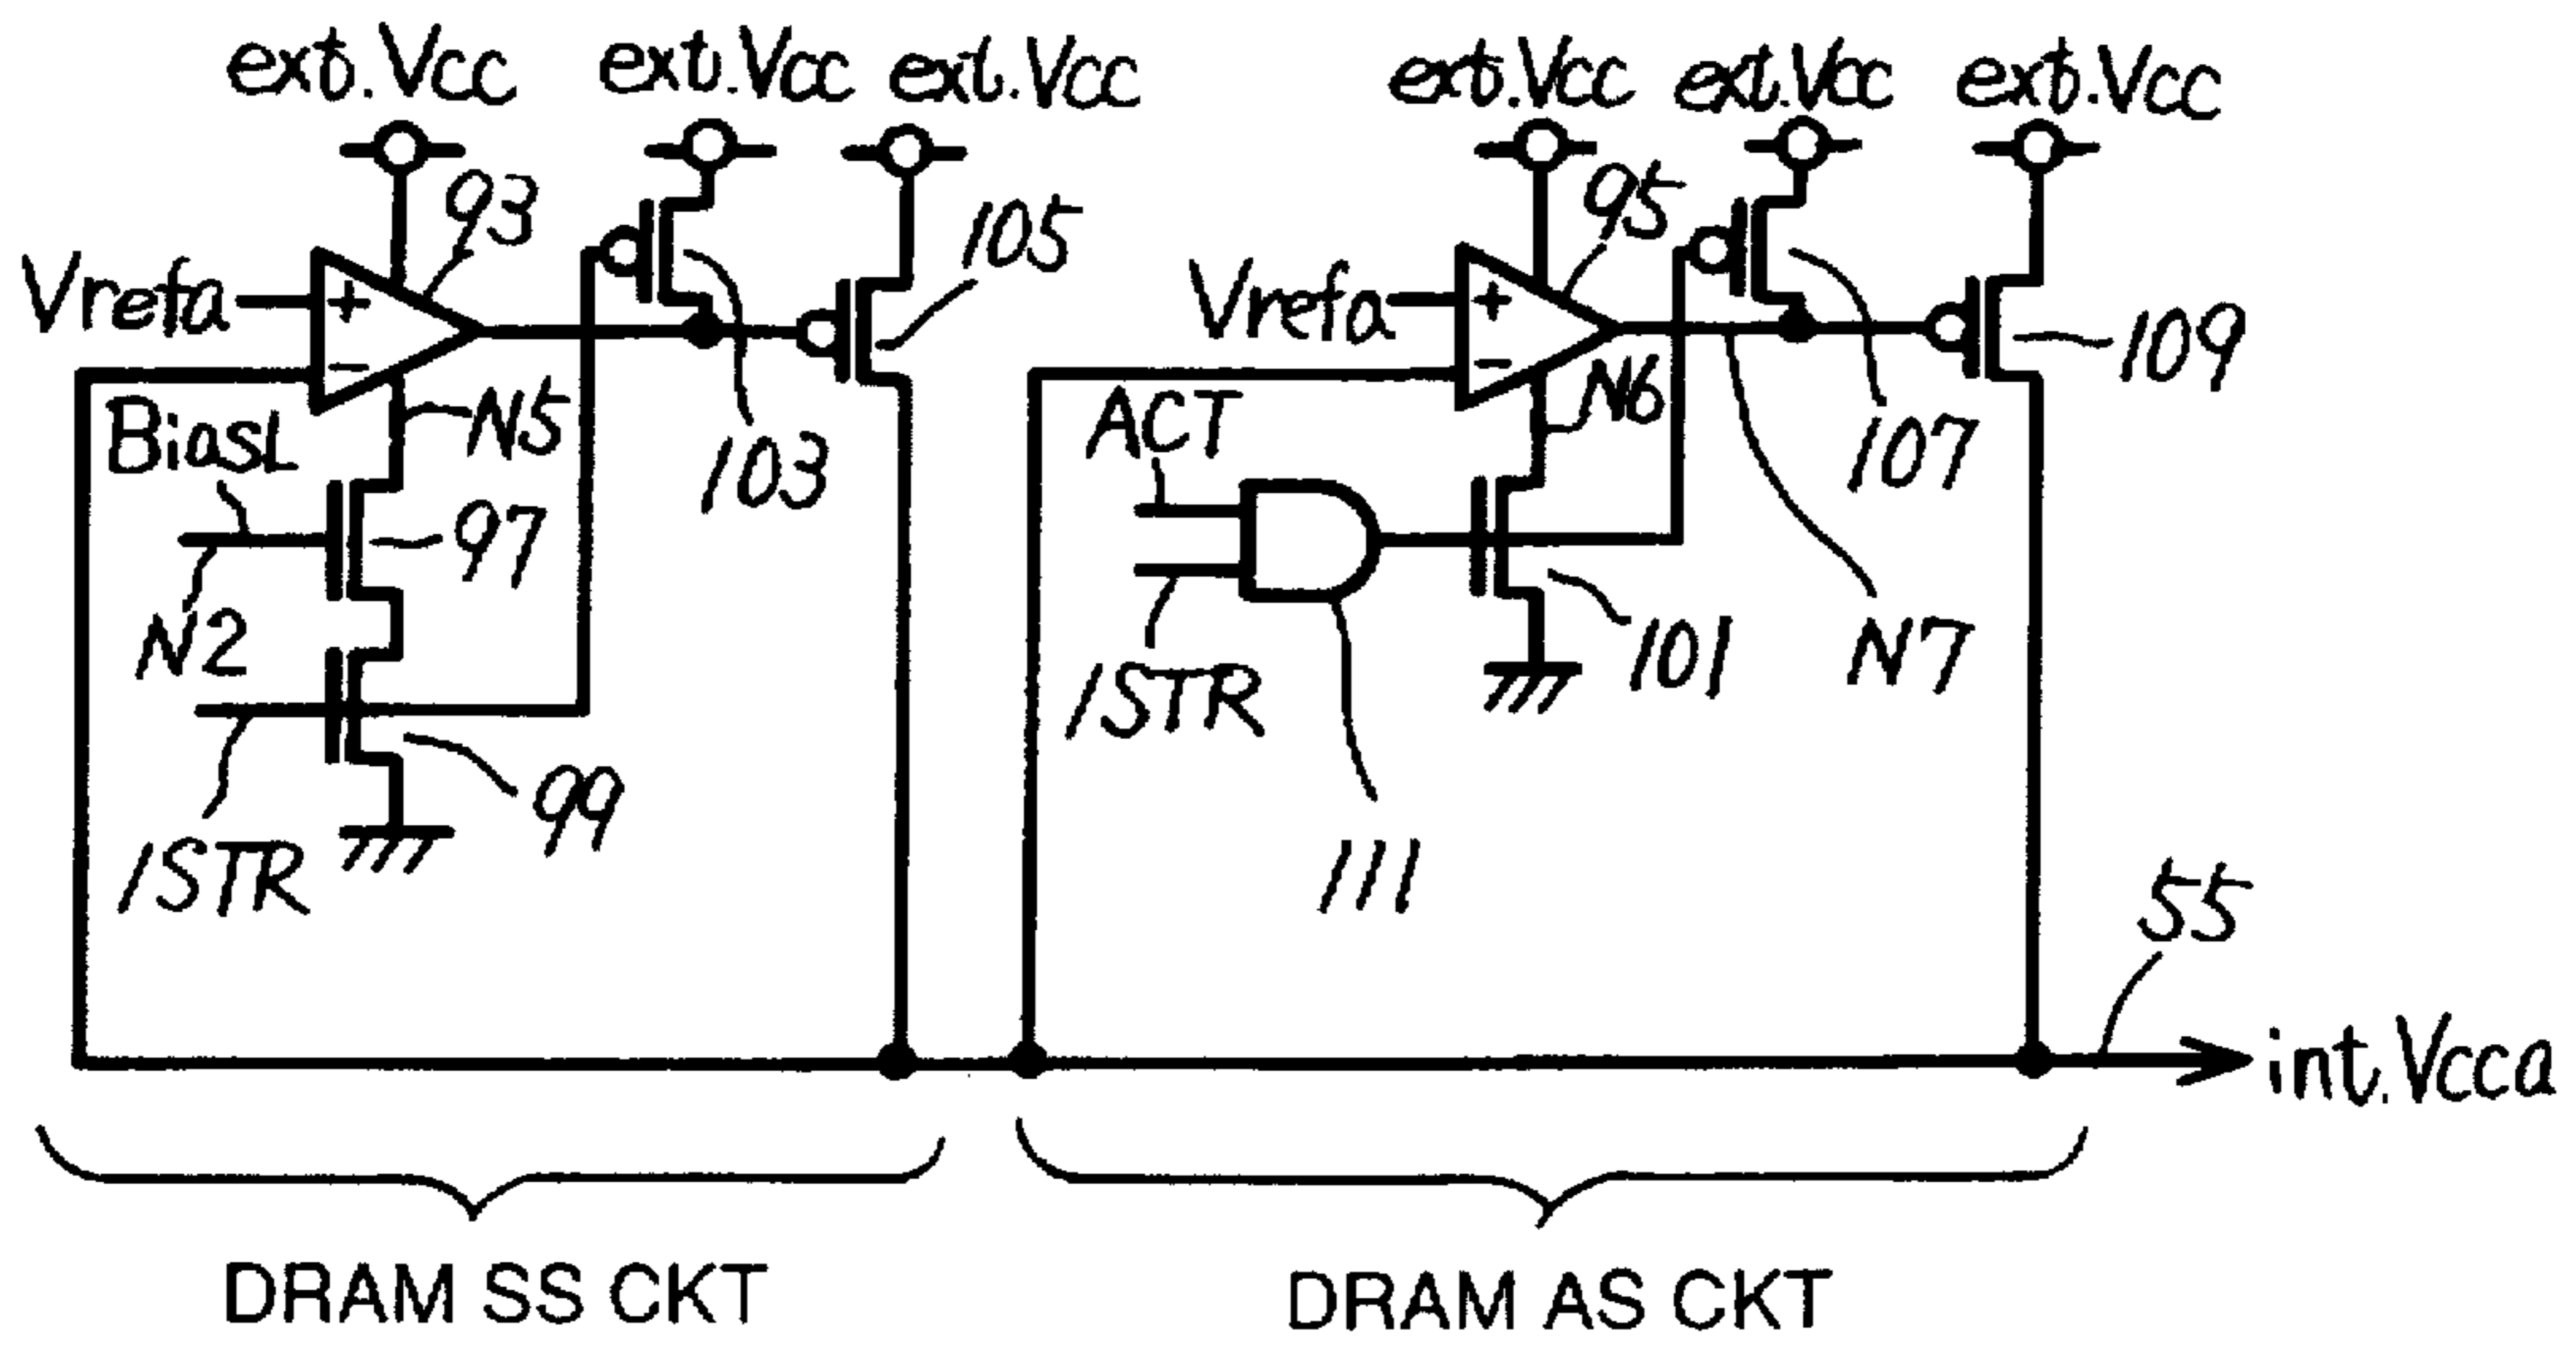 ext.Vcc ext.Vcc ext.Vcc ext.Vcc ext.Vcc ext.Vcc
93 105 95
Vrefa + Vrefa + 109
- -
BiasL N5 103 ACT N6 107
97
N2 101 N7
/STR
99
/STR 111 55
int.Vcca
DRAM SS CKT DRAM AS CKT